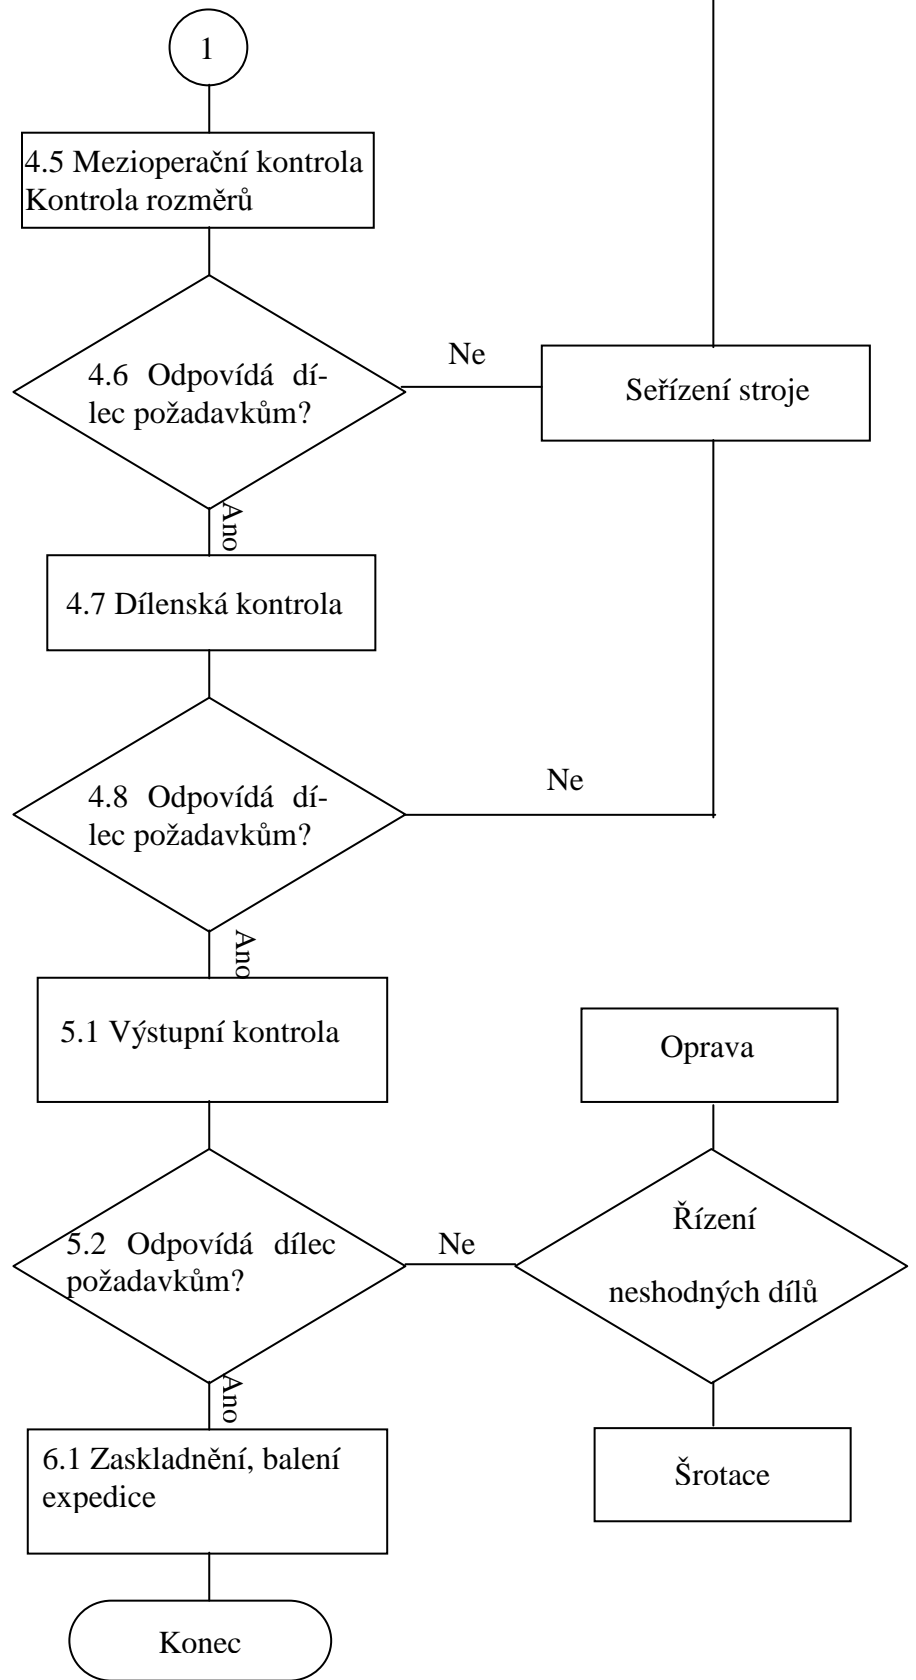 1
4.5 Mezioperační kontrola
Kontrola rozměrů
4.6 Odpovídá dí-
lec požadavkům?
Ne
Seřízení stroje
Ano
4.7 Dílenská kontrola
4.8 Odpovídá dí-
lec požadavkům?
Ne
Ano
5.1 Výstupní kontrola
Oprava
5.2 Odpovídá dílec
požadavkům?
Ne
Řízení
neshodných dílů
Ano
6.1 Zaskladnění, balení
expedice
Šrotace
Konec